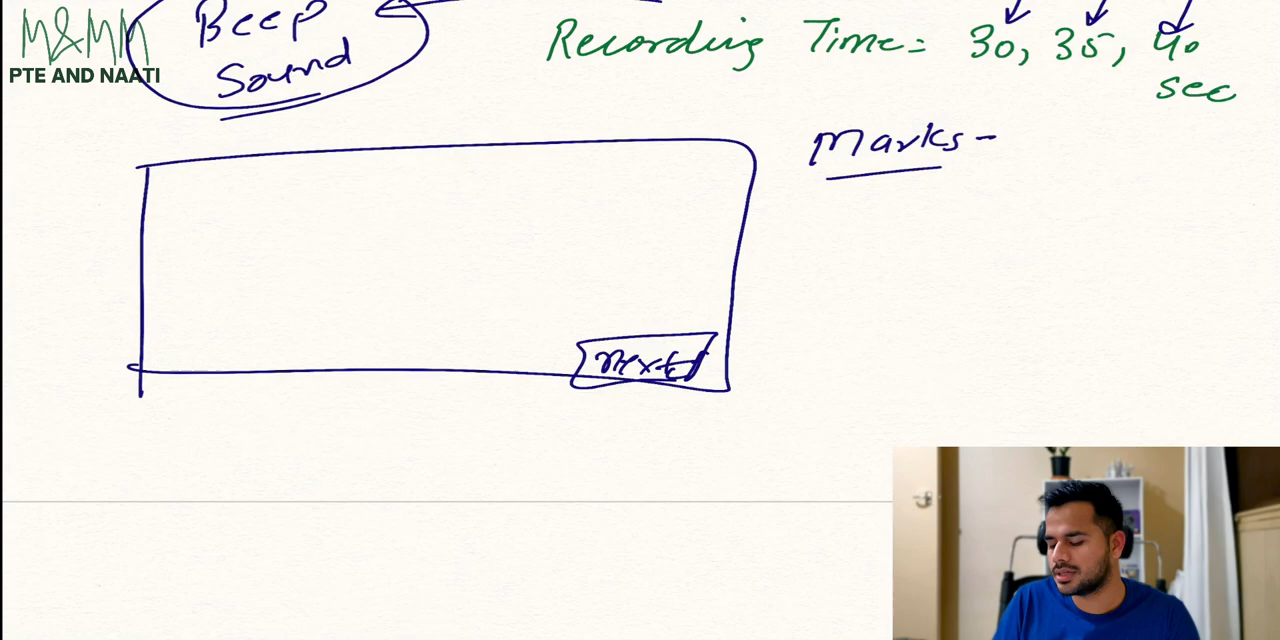 M&MM
PTE AND NAATI
Beep
Sound
Recording Time = 30, 35, 40
sec
Marks -
next